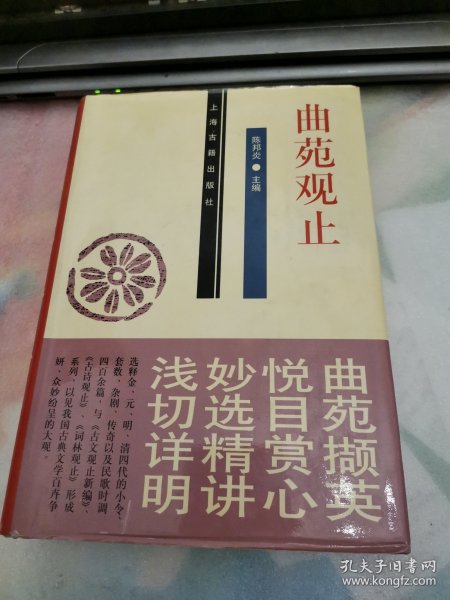 曲苑观止
陈邦炎●主编
上海古籍出版社
曲苑撷英
悦目赏心
妙选精讲
浅切详明
选释金、元、明、清四代的小令、
套数、杂剧、传奇以及民歌时调
四百余篇，与《古文观止新编》、
《古诗观止》、《词林观止》形成
系列，以见我国古典文学百卉争
妍、众妙纷呈的大观。
孔夫子旧书网
www.kongfz.com